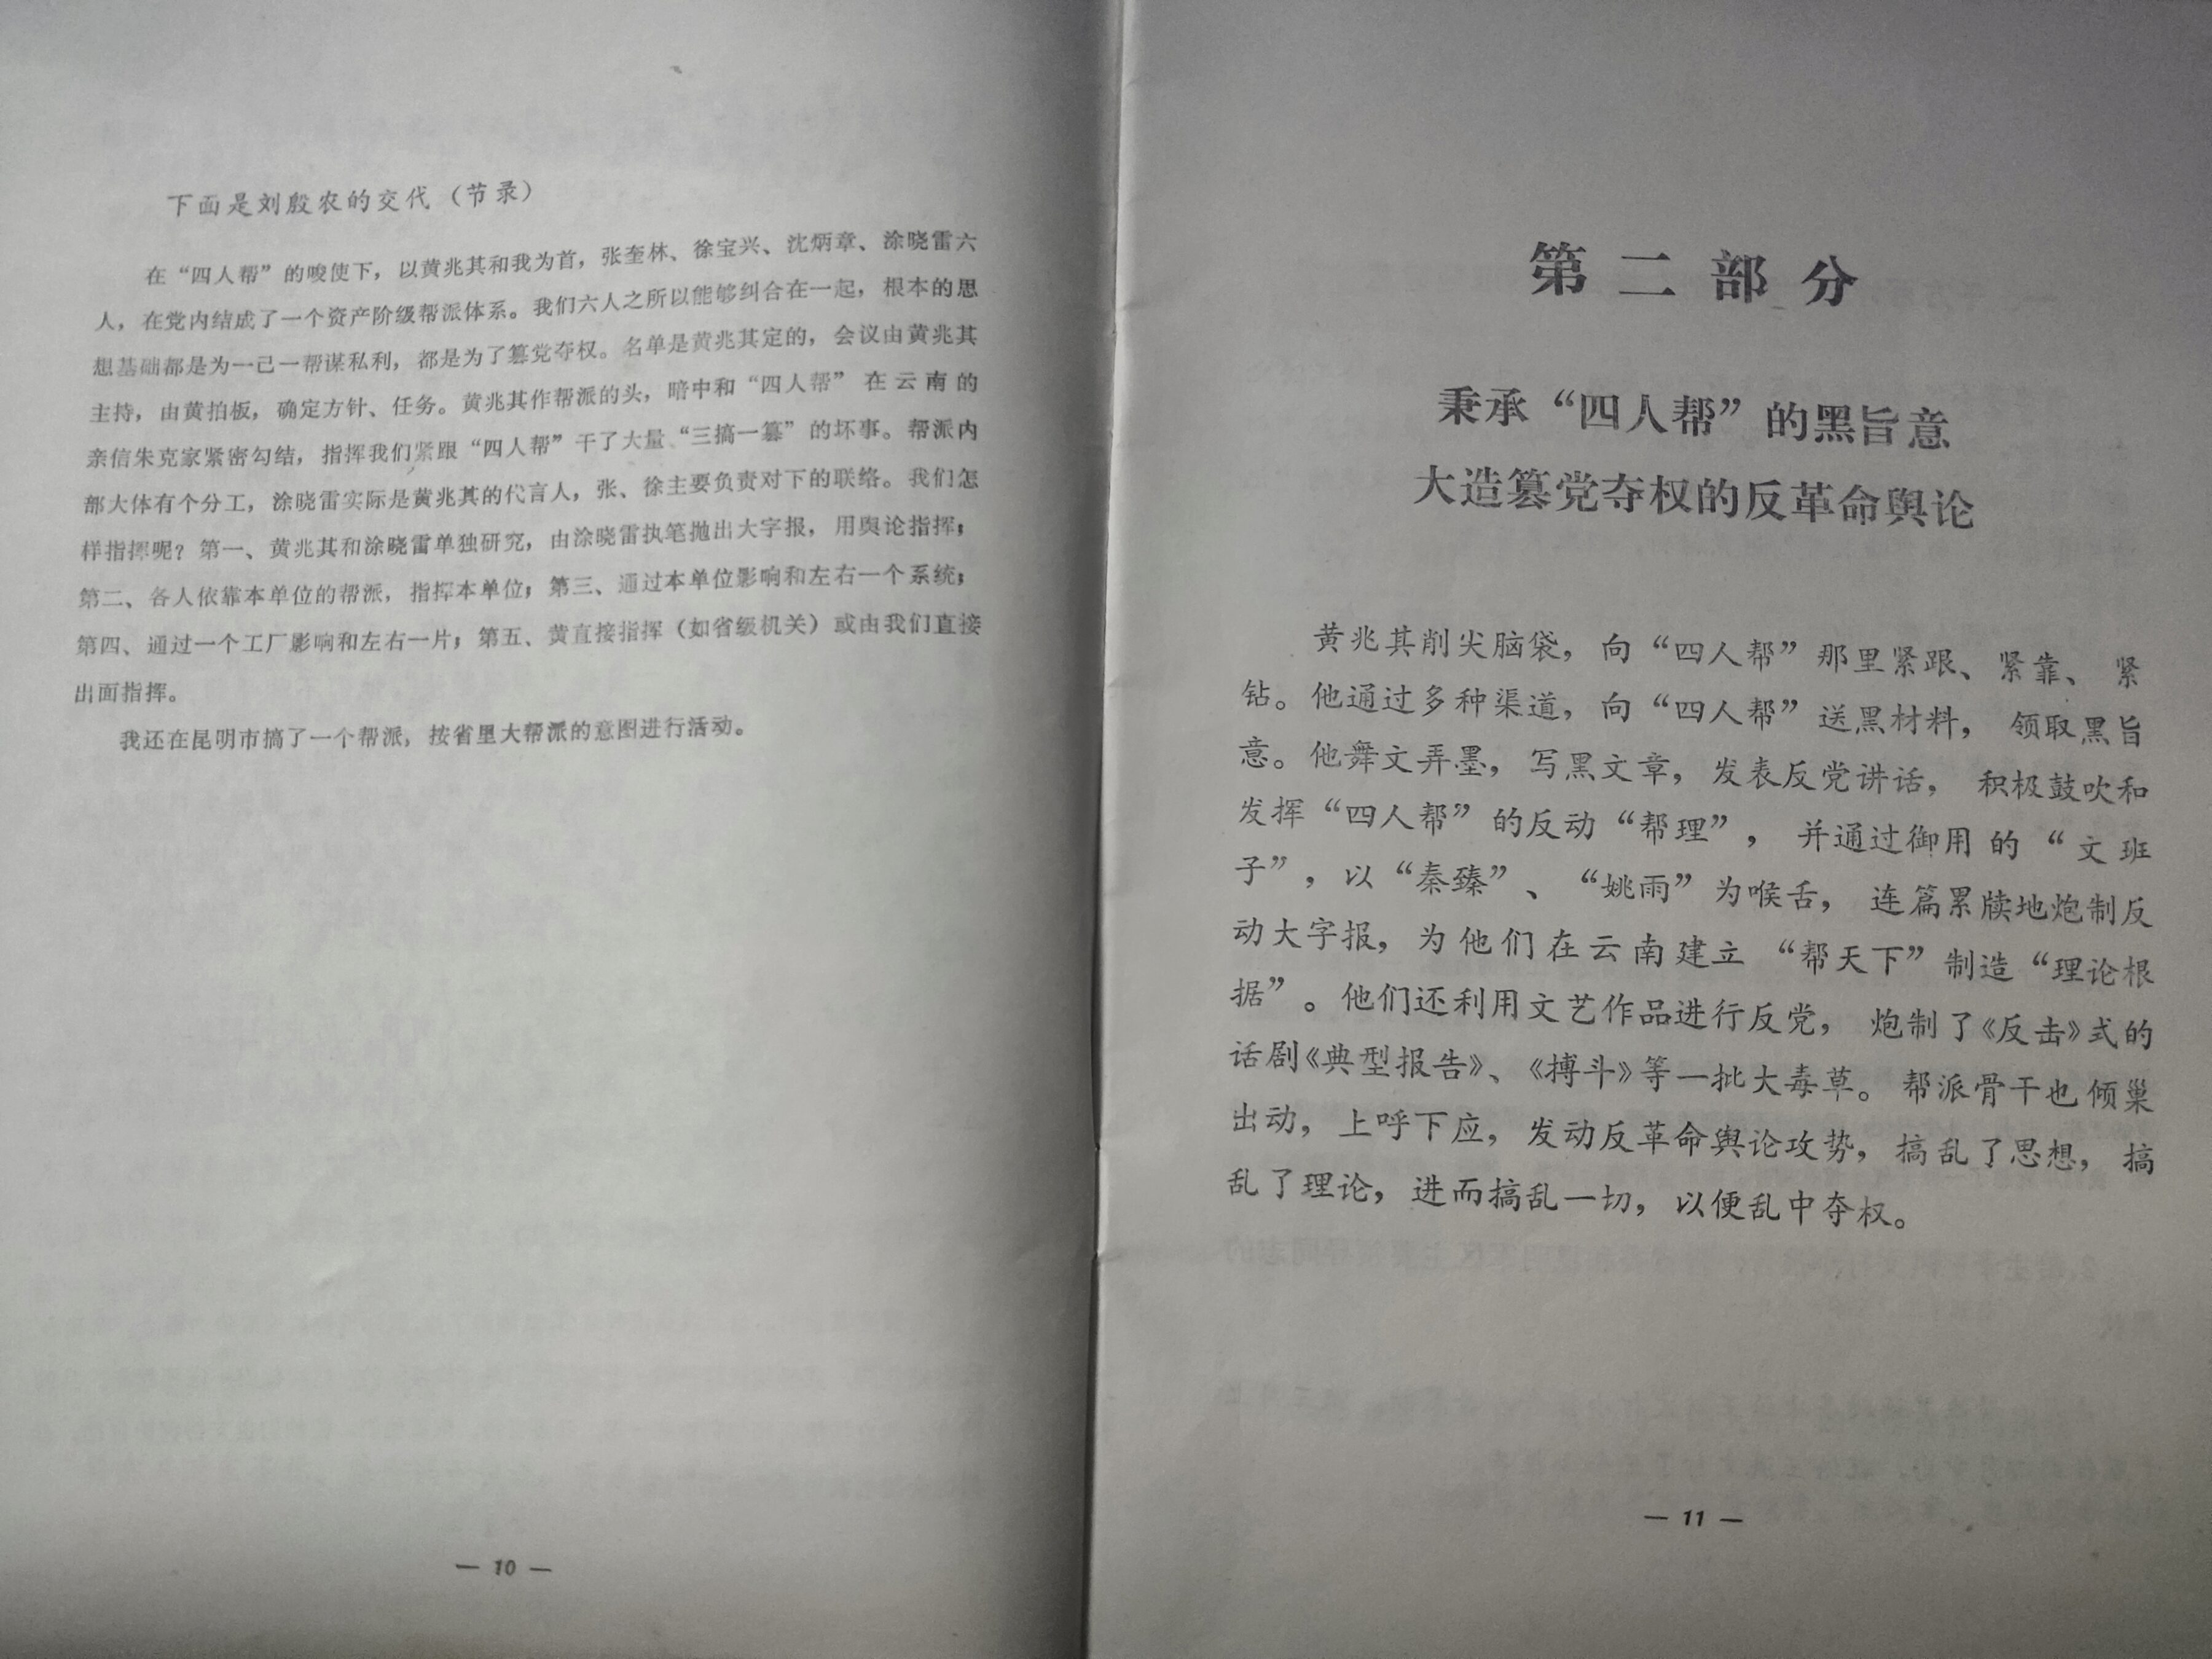 下面是刘殷农的交代（节录）
在“四人帮”的唆使下，以黄兆其和我为首，张奎林、徐宝兴、沈炳章、涂晓雷六
人，在党内结成了一个资产阶级帮派体系。我们六人之所以能够纠合在一起，根本的思
想基础都是为一己一帮谋私利，都是为了篡党夺权。名单是黄兆其定的，会议由黄兆其
主持，由黄拍板，确定方针、任务。黄兆其作帮派的头，暗中和“四人帮”在云南的
亲信朱克家紧密勾结，指挥我们紧跟“四人帮”干了大量“三搞一篡”的坏事。帮派内
部大体有个分工，涂晓雷实际是黄兆其的代言人，张、徐主要负责对下的联络。我们怎
样指挥呢？第一、黄兆其和涂晓雷单独研究，由涂晓雷执笔抛出大字报，用舆论指挥；
第二、各人依靠本单位的帮派，指挥本单位；第三、通过本单位影响和左右一个系统；
第四、通过一个工厂影响和左右一片；第五、黄直接指挥（如省级机关）或由我们直接
出面指挥。
我还在昆明市搞了一个帮派，按省里大帮派的意图进行活动。
— 10 —
第二部分
秉承“四人帮”的黑旨意
大造篡党夺权的反革命舆论
黄兆其削尖脑袋，向“四人帮”那里紧跟、紧靠、紧
钻。他通过多种渠道，向“四人帮”送黑材料，领取黑旨
意。他舞文弄墨，写黑文章，发表反党讲话，积极鼓吹和
发挥“四人帮”的反动“帮理”，并通过御用的“文班
子”，以“秦臻”、“姚雨”为喉舌，连篇累牍地炮制反
动大字报，为他们在云南建立“帮天下”制造“理论根
据”。他们还利用文艺作品进行反党，炮制了《反击》式的
话剧《典型报告》、《搏斗》等一批大毒草。帮派骨干也倾巢
出动，上呼下应，发动反革命舆论攻势，搞乱了思想，搞
乱了理论，进而搞乱一切，以便乱中夺权。
— 11 —